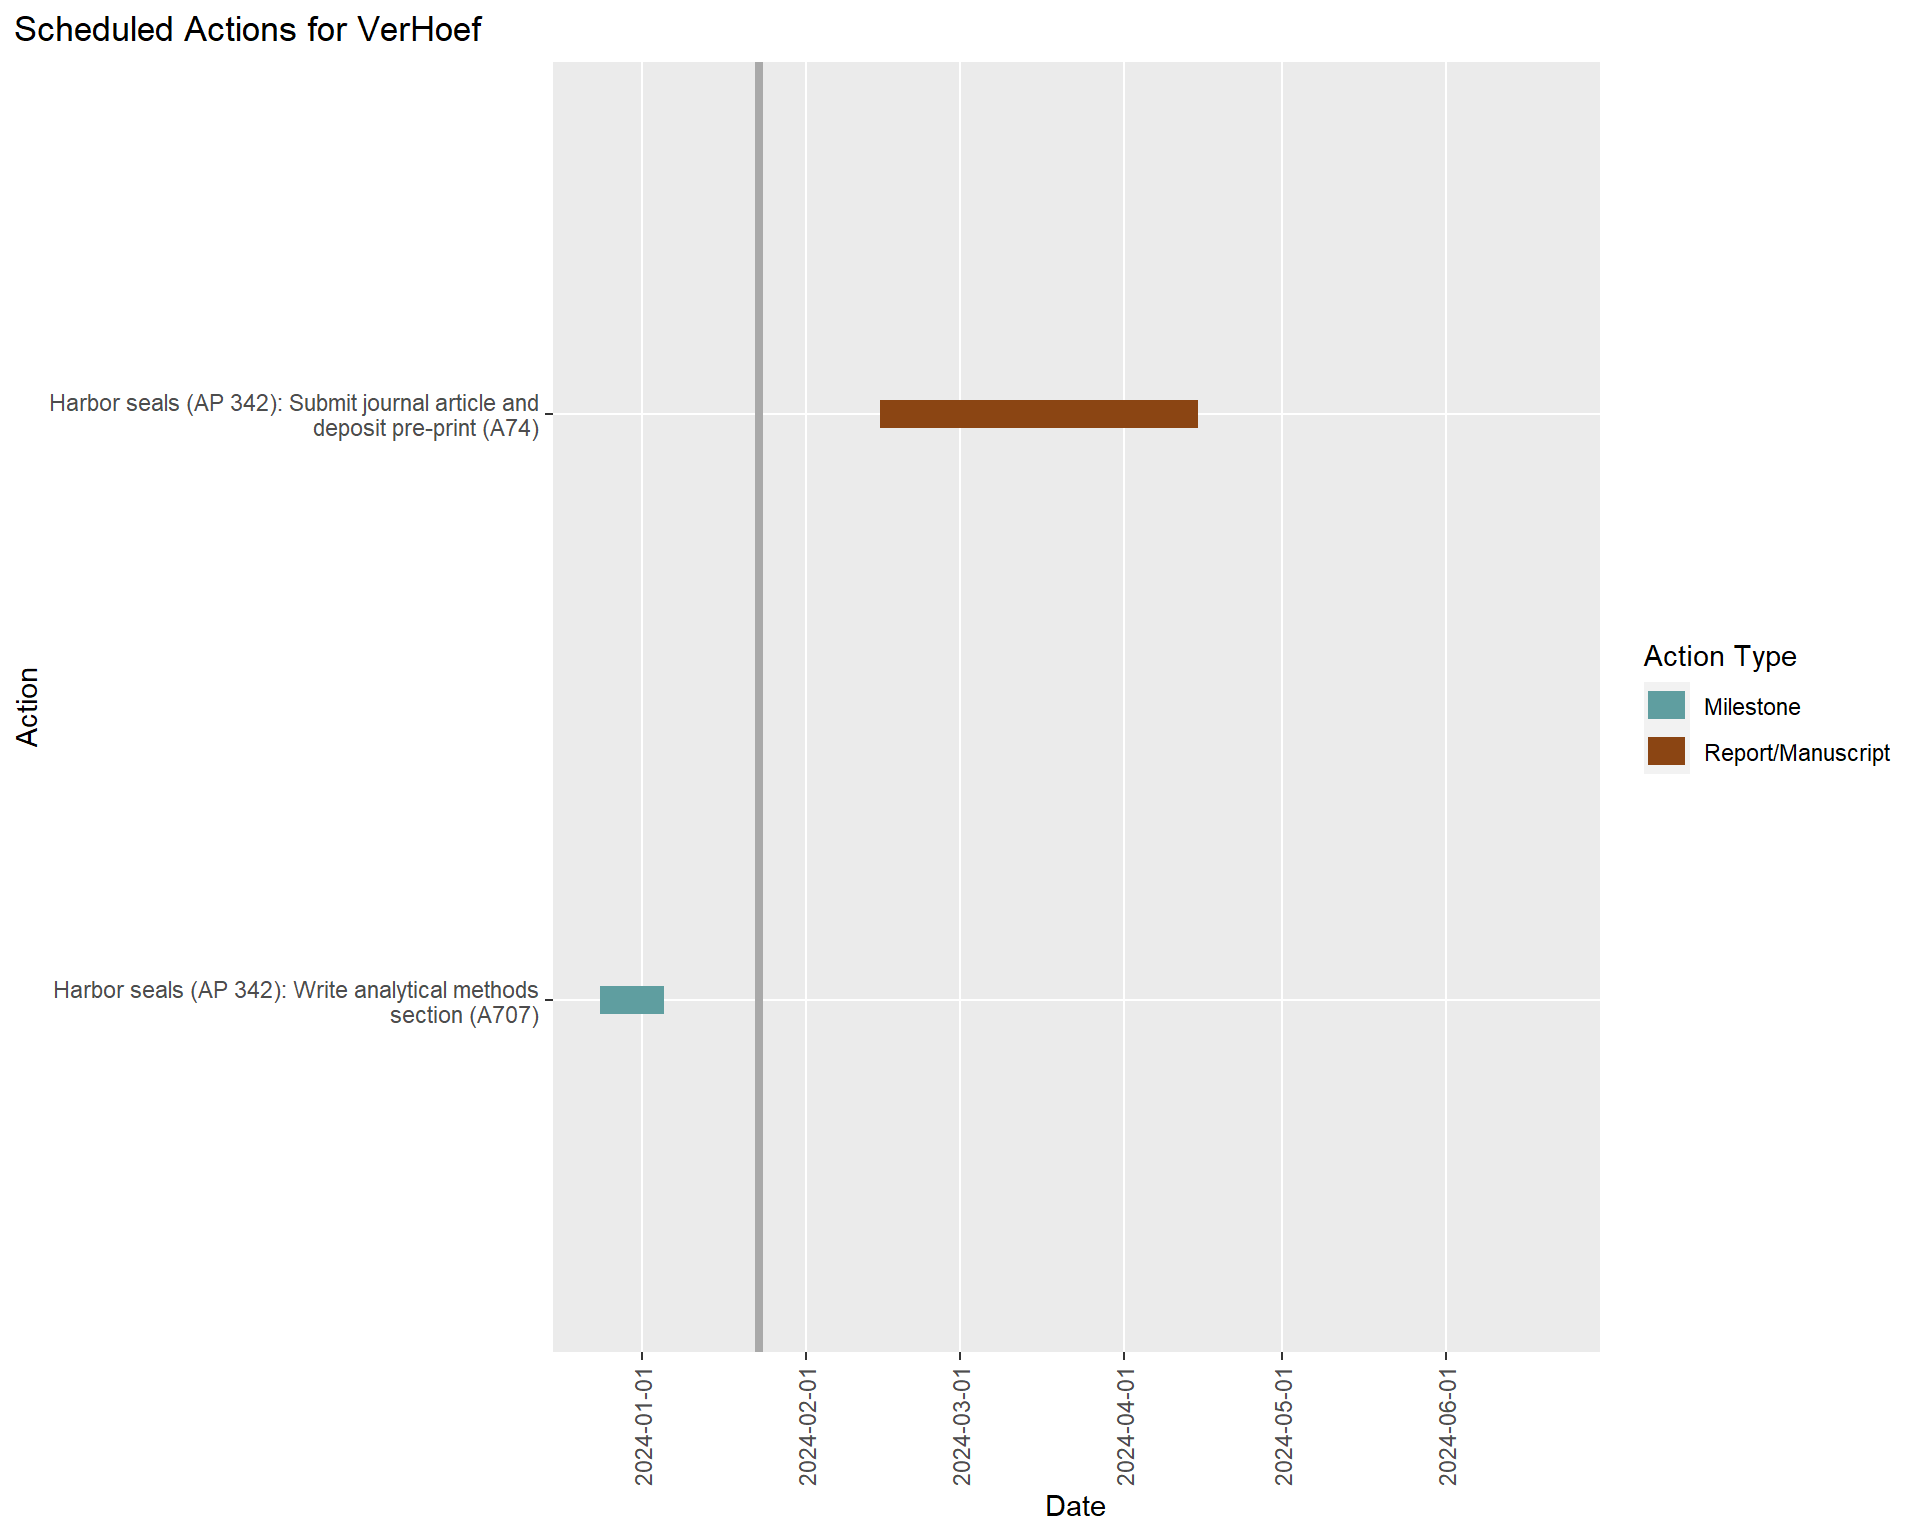 Scheduled Actions for VerHoef
Harbor seals (AP 342): Submit journal article and
deposit pre-print (A74)
Action
Harbor seals (AP 342): Write analytical methods
section (A707)
Action Type
Milestone
Report/Manuscript
2024-01-01
2024-02-01
2024-03-01
2024-04-01
2024-05-01
2024-06-01
Date